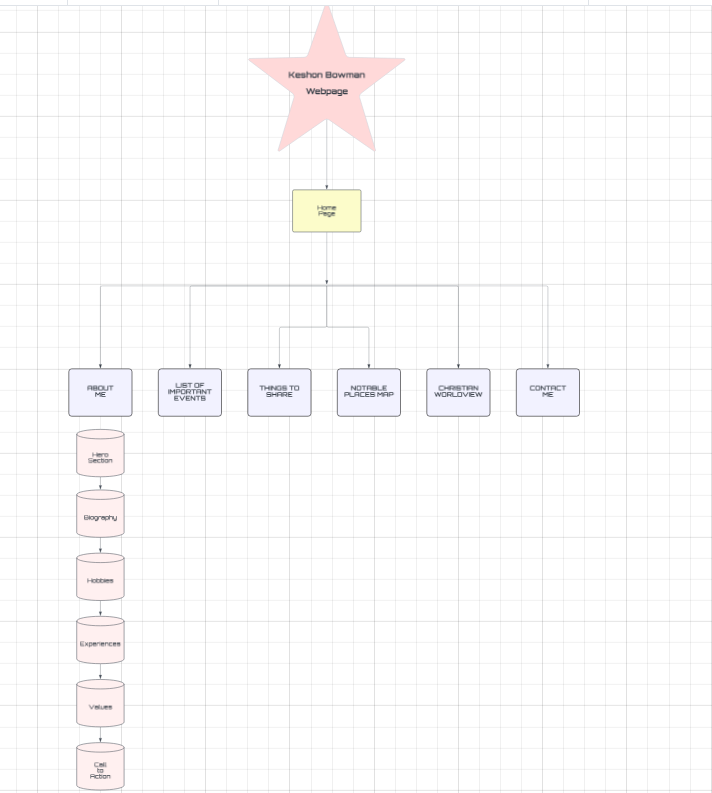 Keshon Bowman
Webpage
Home
Page
ABOUT
ME
LIST OF
IMPORTANT
EVENTS
THINGS TO
SHARE
NOTABLE
PLACES MAP
CHRISTIAN
WORLDVIEW
CONTACT
ME
Hero
Section
Biography
Hobbies
Experiences
Values
Call
to
Action